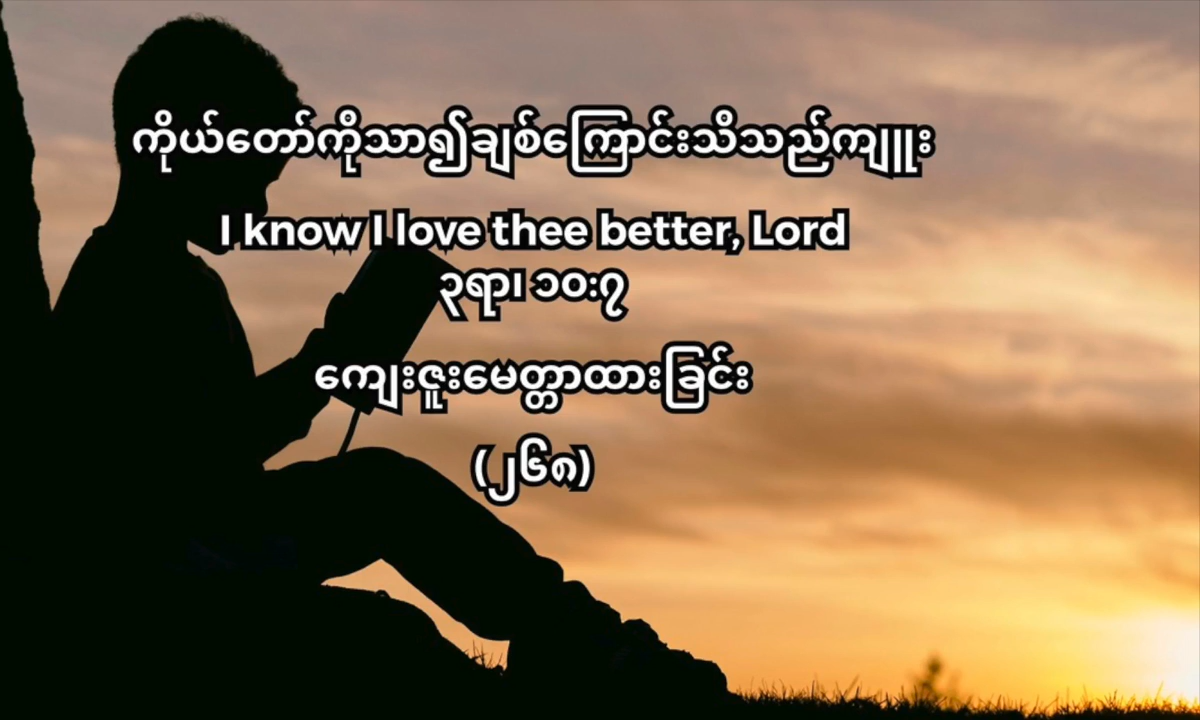 ကိုယ်တော်ကိုသာ၍ချစ်ကြောင်းသိသည်ကျူူး
I know I love thee better, Lord
၃ရာ၊ ၁၀း၇
ကျေးဇူးမေတ္တာထားခြင်း
(၂၆၈)